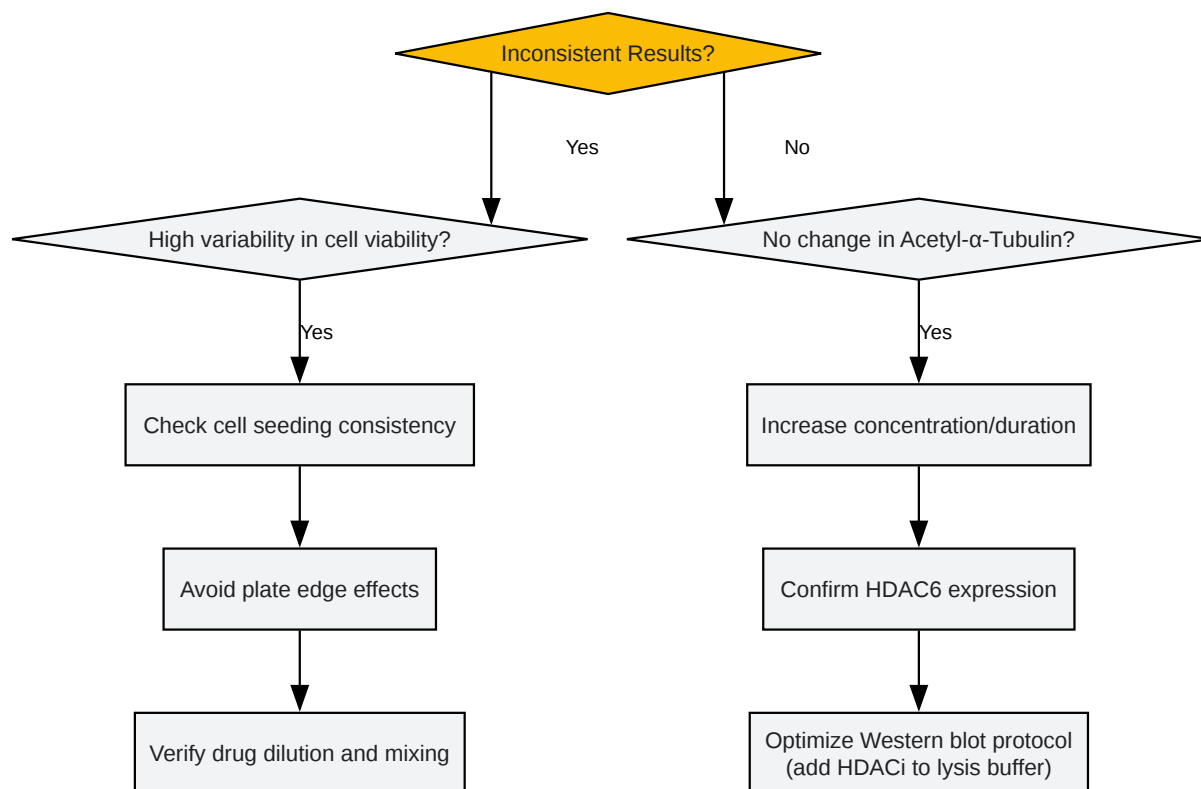 Inconsistent Results?
Yes
No
High variability in cell viability?
No change in Acetyl-α-Tubulin?
Yes
Yes
Check cell seeding consistency
Increase concentration/duration
Avoid plate edge effects
Confirm HDAC6 expression
Verify drug dilution and mixing
Optimize Western blot protocol
(add HDACi to lysis buffer)